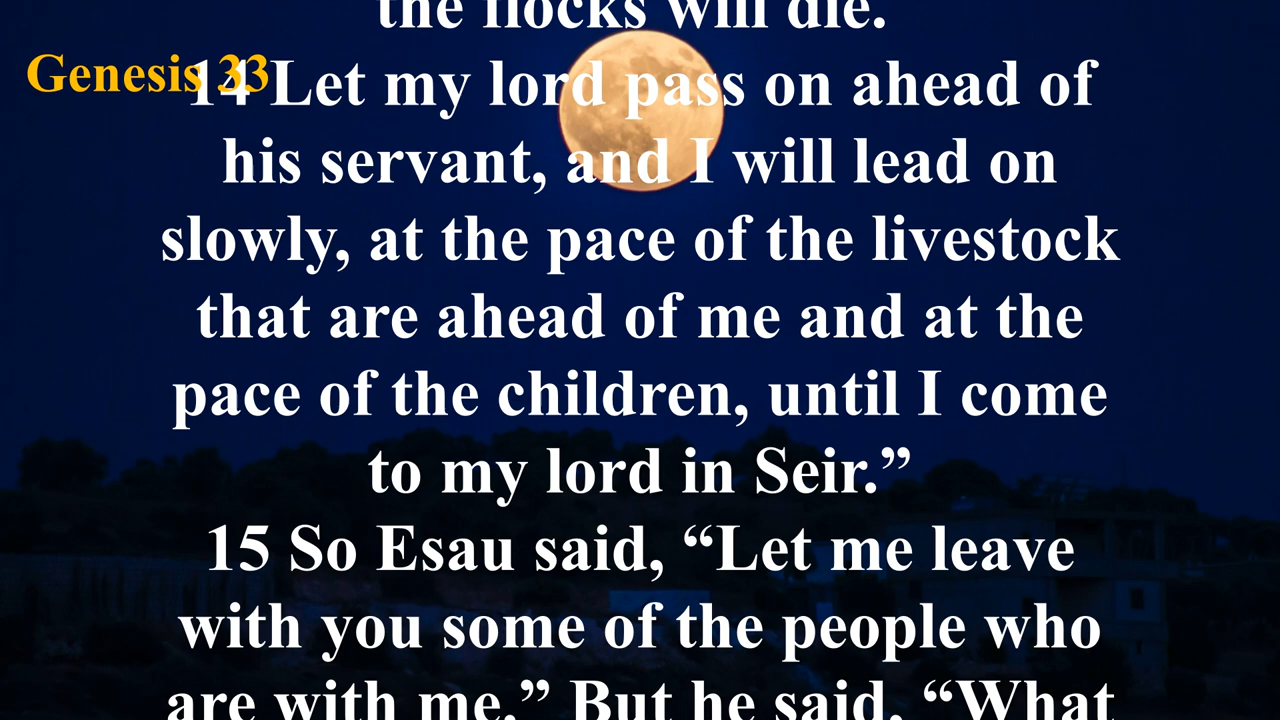 the flocks will die.
Genesis 33
14 Let my lord pass on ahead of
his servant, and I will lead on
slowly, at the pace of the livestock
that are ahead of me and at the
pace of the children, until I come
to my lord in Seir.”
15 So Esau said, “Let me leave
with you some of the people who
are with me.” But he said, “What